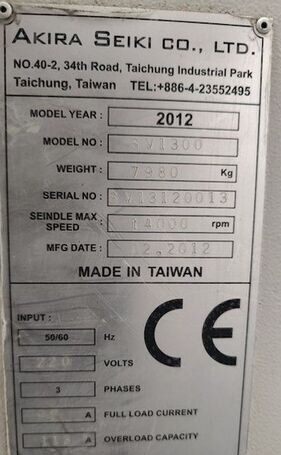 AKIRA SEIKI CO., LTD.
NO.40-2, 34th Road, Taichung Industrial Park
Taichung, Taiwan TEL:+886-4-23552495
MODEL YEAR : 2012
MODEL NO : SV1300
WEIGHT : 7980 Kg
SERIAL NO : SV13120013
SEINDLE MAX SPEED : 14000 rpm
MFG DATE : 02.2012
MADE IN TAIWAN
INPUT :
50/60 Hz
220 VOLTS
3 PHASES
A FULL LOAD CURRENT
A OVERLOAD CAPACITY
CE